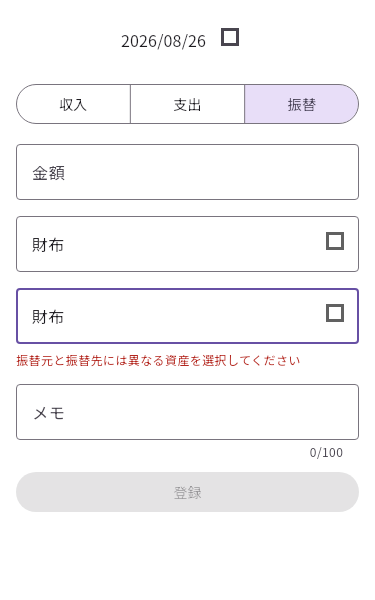 2026/08/26
収入 支出 振替
金額
財布
財布
振替元と振替先には異なる資産を選択してください
メモ
0/100
登録